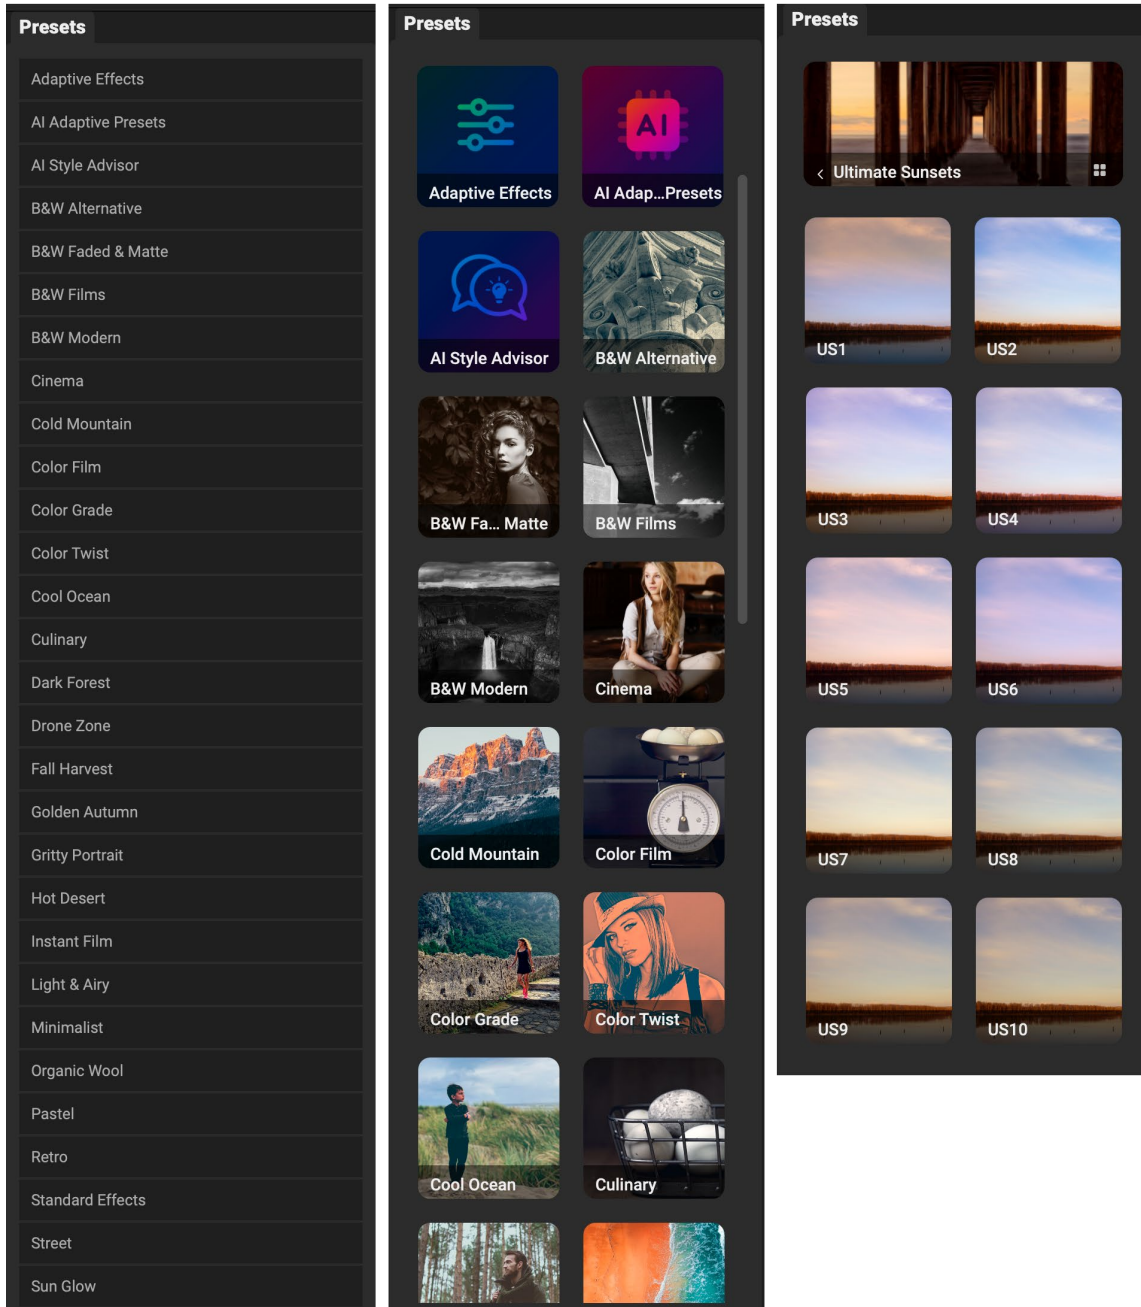 Presets
Adaptive Effects
AI Adaptive Presets
AI Style Advisor
B&W Alternative
B&W Faded & Matte
B&W Films
B&W Modern
Cinema
Cold Mountain
Color Film
Color Grade
Color Twist
Cool Ocean
Culinary
Dark Forest
Drone Zone
Fall Harvest
Golden Autumn
Gritty Portrait
Hot Desert
Instant Film
Light & Airy
Minimalist
Organic Wool
Pastel
Retro
Standard Effects
Street
Sun Glow
Presets
AI
Adaptive Effects
AI Adap...Presets
AI Style Advisor
B&W Alternative
B&W Fa... Matte
B&W Films
B&W Modern
Cinema
Cold Mountain
Color Film
Color Grade
Color Twist
Cool Ocean
Culinary
Presets
Ultimate Sunsets
US1
US2
US3
US4
US5
US6
US7
US8
US9
US10